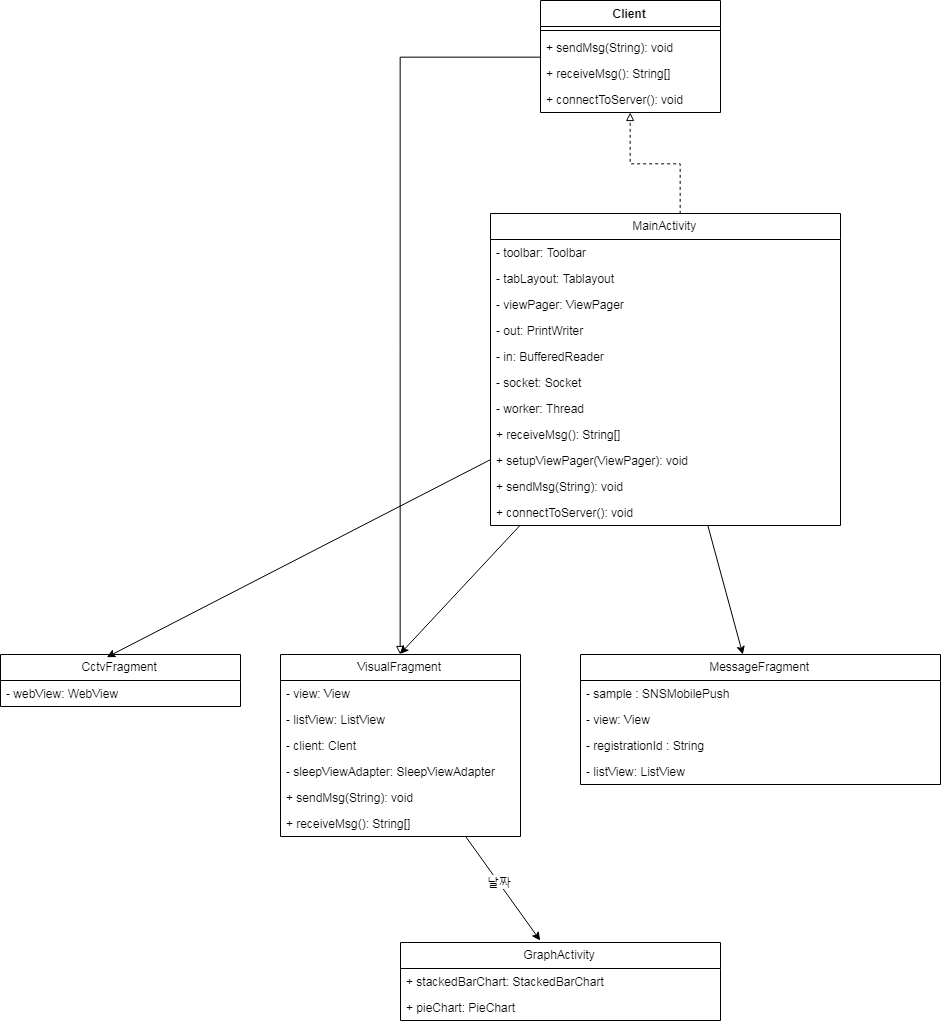 Client
+ sendMsg(String): void
+ receiveMsg(): String[]
+ connectToServer(): void
MainActivity
- toolbar: Toolbar
- tabLayout: Tablayout
- viewPager: ViewPager
- out: PrintWriter
- in: BufferedReader
- socket: Socket
- worker: Thread
+ receiveMsg(): String[]
+ setupViewPager(ViewPager): void
+ sendMsg(String): void
+ connectToServer(): void
CctvFragment
- webView: WebView
VisualFragment
- view: View
- listView: ListView
- client: Clent
- sleepViewAdapter: SleepViewAdapter
+ sendMsg(String): void
+ receiveMsg(): String[]
MessageFragment
- sample : SNSMobilePush
- view: View
- registrationId : String
- listView: ListView
날짜
GraphActivity
+ stackedBarChart: StackedBarChart
+ pieChart: PieChart